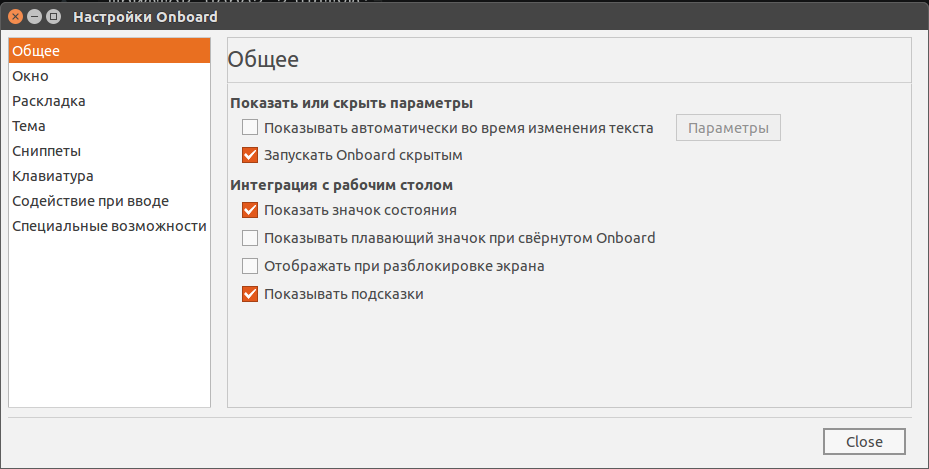 Настройки Onboard
Общее
Окно
Раскладка
Тема
Сниппеты
Клавиатура
Содействие при вводе
Специальные возможности
Общее
Показать или скрыть параметры
Показывать автоматически во время изменения текста
Параметры
Запускать Onboard скрытым
Интеграция с рабочим столом
Показать значок состояния
Показывать плавающий значок при свёрнутом Onboard
Отображать при разблокировке экрана
Показывать подсказки
Close